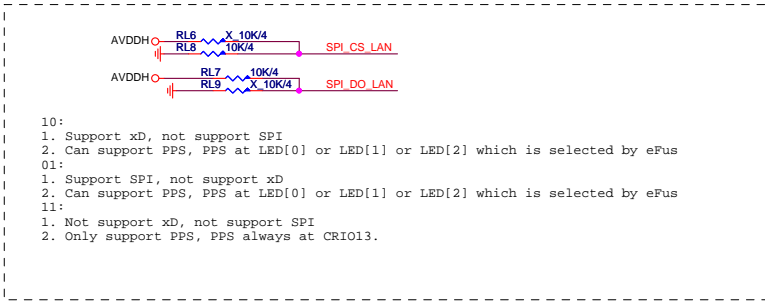 AVDDH RL6 X_10K/4
RL8 10K/4 SPI_CS_LAN
AVDDH RL7 10K/4
RL9 X_10K/4 SPI_DO_LAN
10:
1. Support xD, not support SPI
2. Can support PPS, PPS at LED[0] or LED[1] or LED[2] which is selected by eFus
01:
1. Support SPI, not support xD
2. Can support PPS, PPS at LED[0] or LED[1] or LED[2] which is selected by eFus
11:
1. Not support xD, not support SPI
2. Only support PPS, PPS always at CRIO13.